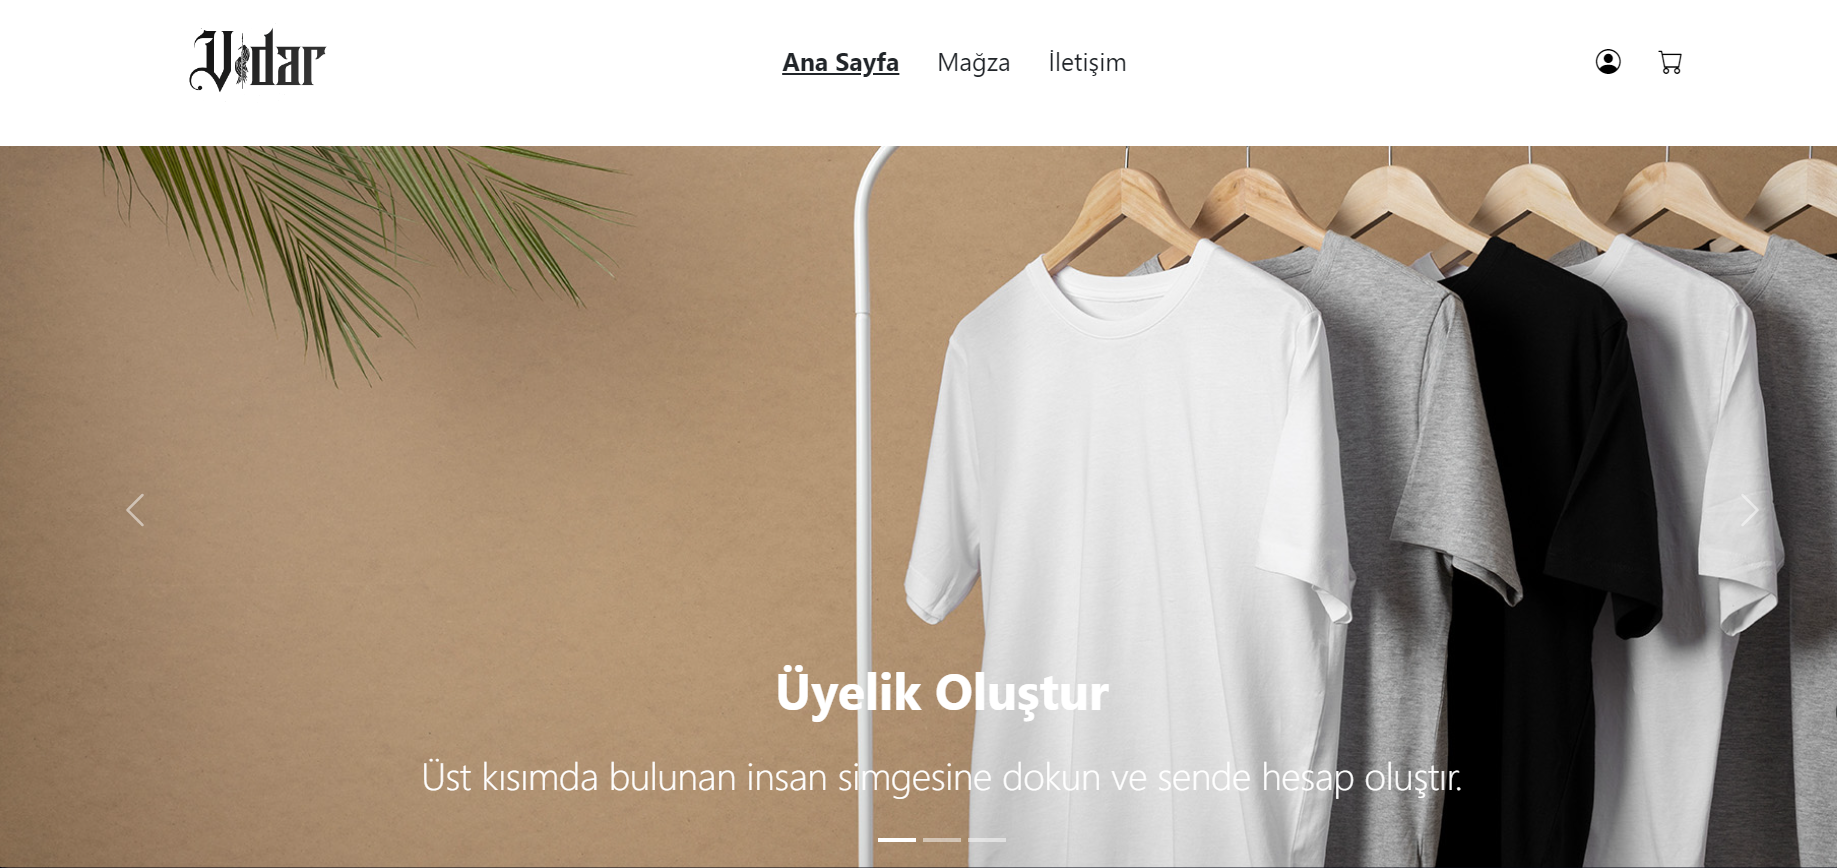 Vidar
Ana Sayfa Mağza İletişim
Üyelik Oluştur
Üst kısımda bulunan insan simgesine dokun ve sende hesap oluştır.